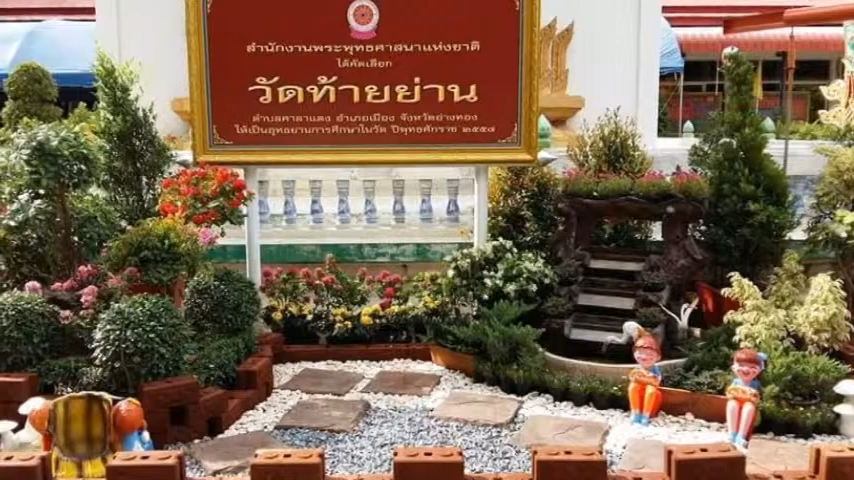 สำนักงานพระพุทธศาสนาแห่งชาติ
ได้คัดเลือก
วัดท้ายย่าน
ตำบลศาลาแดง อำเภอเมือง จังหวัดอ่างทอง
ให้เป็นอุทยานการศึกษาในวัด ปีพุทธศักราช ๒๕๕๗